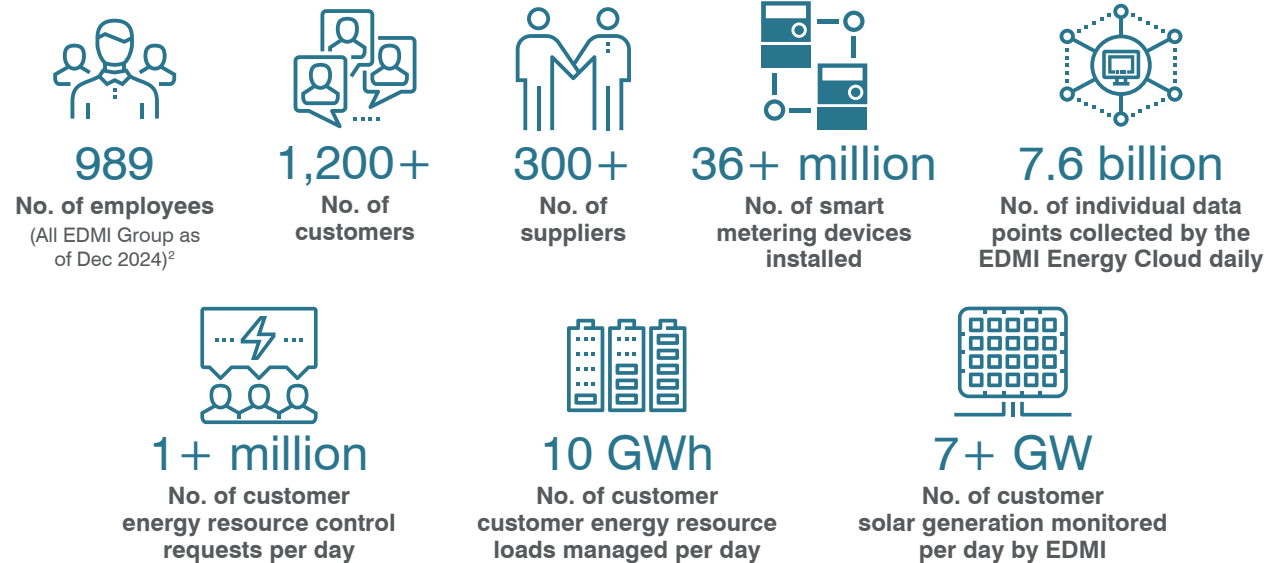 989
No. of employees
(All EDMI Group as
of Dec 2024)²
1,200+
No. of
customers
300+
No. of
suppliers
36+ million
No. of smart
metering devices
installed
7.6 billion
No. of individual data
points collected by the
EDMI Energy Cloud daily
1+ million
No. of customer
energy resource control
requests per day
10 GWh
No. of customer
customer energy resource
loads managed per day
7+ GW
No. of customer
solar generation monitored
per day by EDMI